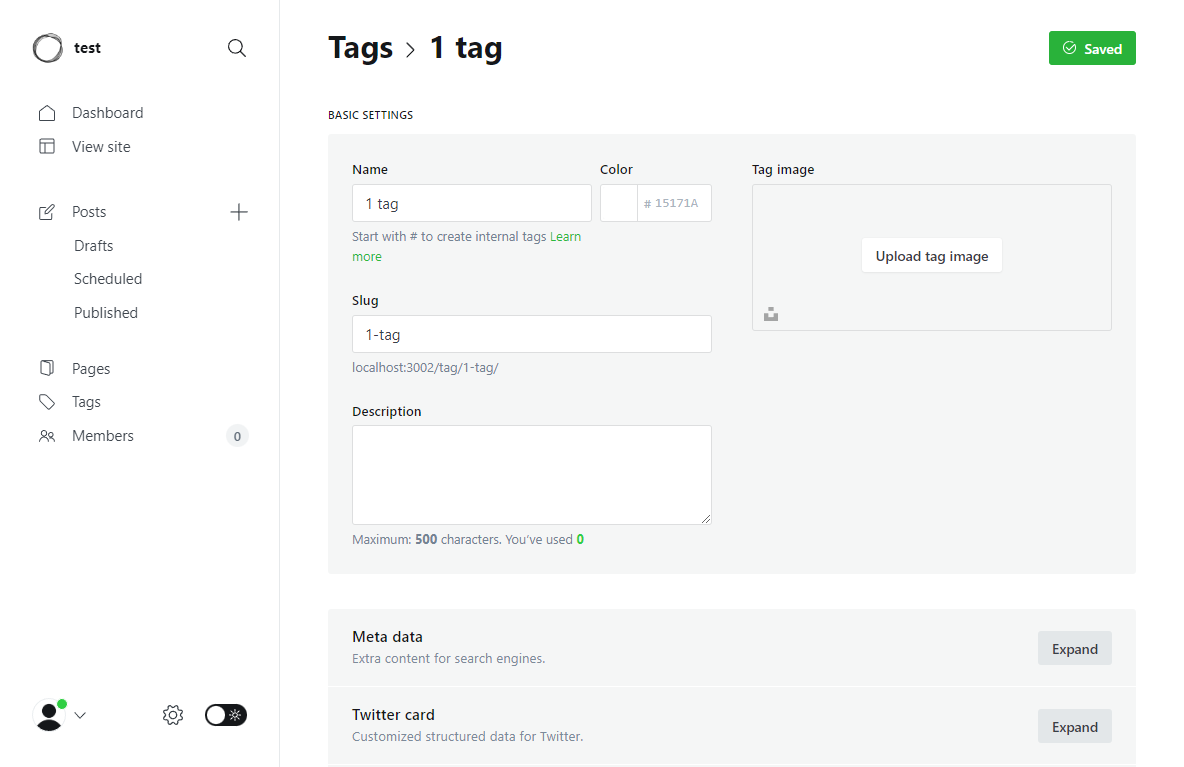 test
Dashboard
View site
Posts
Drafts
Scheduled
Published
Pages
Tags
Members 0
Tags > 1 tag
Saved
BASIC SETTINGS
Name
1 tag
Start with # to create internal tags Learn
more
Color
# 15171A
Slug
1-tag
localhost:3002/tag/1-tag/
Description
Maximum: 500 characters. You’ve used 0
Tag image
Upload tag image
Meta data
Extra content for search engines.
Expand
Twitter card
Customized structured data for Twitter.
Expand